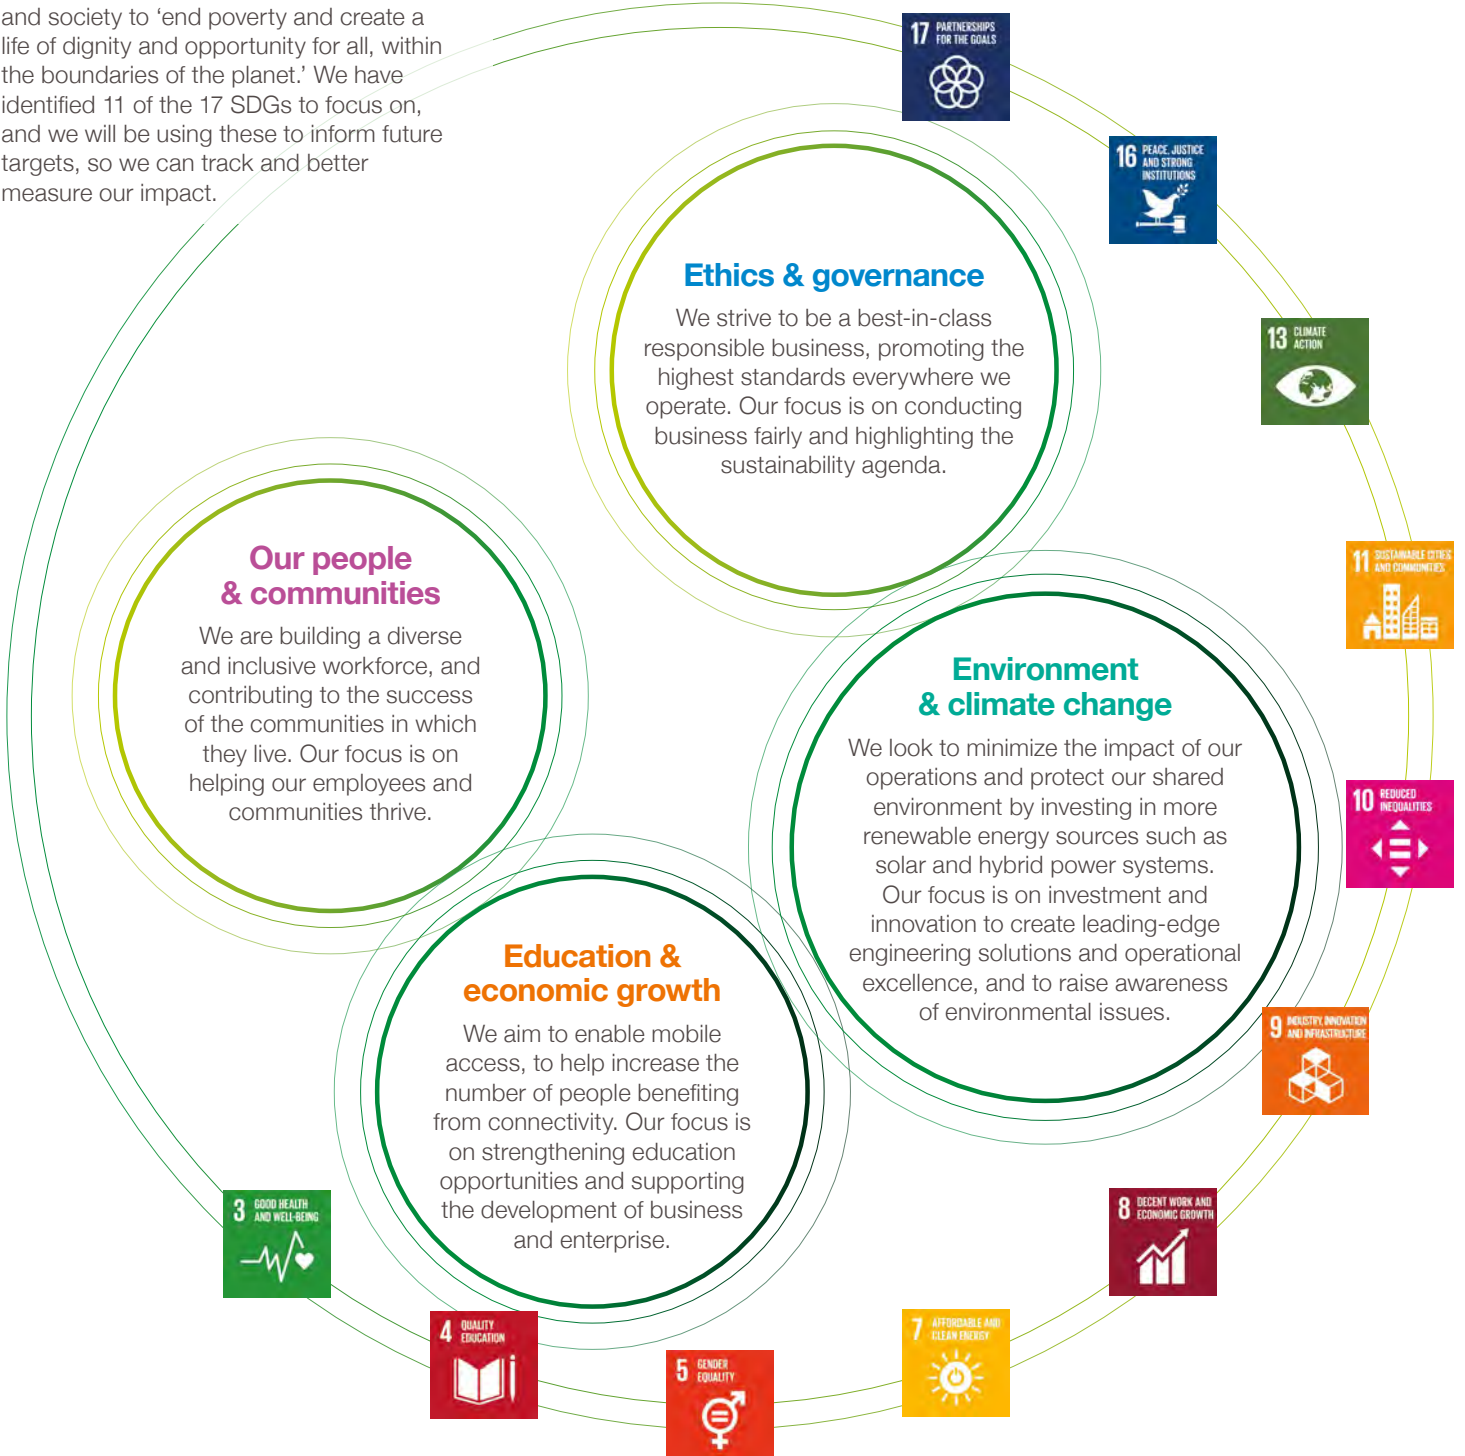 and society to ‘end poverty and create a
life of dignity and opportunity for all, within
the boundaries of the planet.’ We have
identified 11 of the 17 SDGs to focus on,
and we will be using these to inform future
targets, so we can track and better
measure our impact.
17 PARTNERSHIPS
FOR THE GOALS
16 PEACE, JUSTICE
AND STRONG
INSTITUTIONS
13 CLIMATE
ACTION
11 SUSTAINABLE CITIES
AND COMMUNITIES
10 REDUCED
INEQUALITIES
9 INDUSTRY, INNOVATION
AND INFRASTRUCTURE
8 DECENT WORK AND
ECONOMIC GROWTH
7 AFFORDABLE AND
CLEAN ENERGY
5 GENDER
EQUALITY
4 QUALITY
EDUCATION
3 GOOD HEALTH
AND WELL-BEING
Ethics & governance
We strive to be a best-in-class
responsible business, promoting the
highest standards everywhere we
operate. Our focus is on conducting
business fairly and highlighting the
sustainability agenda.
Our people
& communities
We are building a diverse
and inclusive workforce, and
contributing to the success
of the communities in which
they live. Our focus is on
helping our employees and
communities thrive.
Environment
& climate change
We look to minimize the impact of our
operations and protect our shared
environment by investing in more
renewable energy sources such as
solar and hybrid power systems.
Our focus is on investment and
innovation to create leading-edge
engineering solutions and operational
excellence, and to raise awareness
of environmental issues.
Education &
economic growth
We aim to enable mobile
access, to help increase the
number of people benefiting
from connectivity. Our focus is
on strengthening education
opportunities and supporting
the development of business
and enterprise.